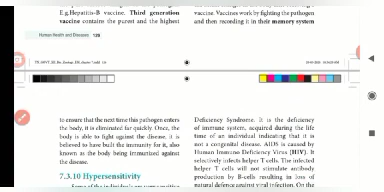 E.g.Hepatitis-B vaccine. Third generation
vaccine contains the parent and the highest
vaccine. Vaccines work by fighting the pathogen
and then recording it in their memory system
Human Health and Diseases 139
to ensure that the next time this pathogen enters
the body, it is eliminated far quickly. Once, the
body is able to fight against the disease, it is
believed to have built the immunity for it, also
known as the body being immunized against
the disease.
7.3.10 Hypersensitivity
Deficiency Syndrome. It is the deficiency
of immune system, acquired during the life
time of an individual indicating that it is
not a congenital disease. AIDS is caused by
Human Immuno Deficiency Virus (HIV). It
selectively infects helper T cells. The infected
helper T cells will not stimulate antibody
production by B-cells resulting in loss of
natural defence against viral infection. On the